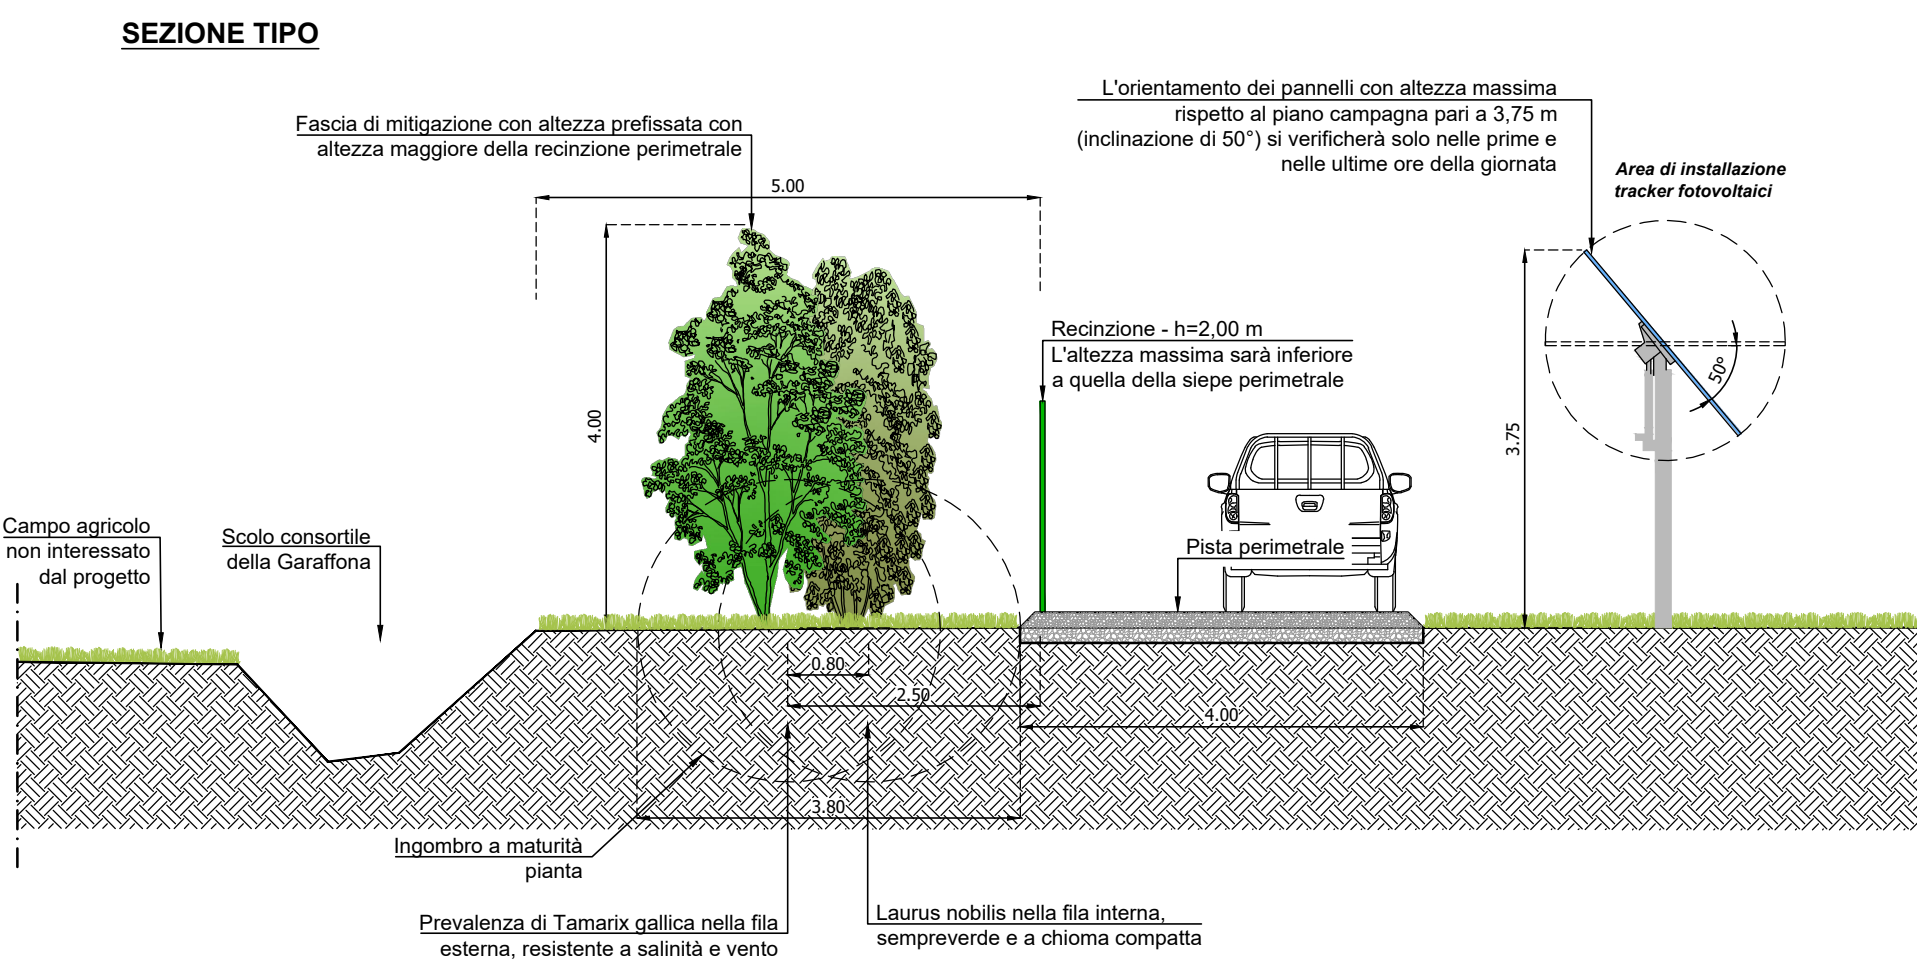 SEZIONE TIPO
Fascia di mitigazione con altezza prefissata con
altezza maggiore della recinzione perimetrale
L'orientamento dei pannelli con altezza massima
rispetto al piano campagna pari a 3,75 m
(inclinazione di 50°) si verificherà solo nelle prime e
nelle ultime ore della giornata
Area di installazione
tracker fotovoltaici
5.00
4.00
Recinzione - h=2,00 m
L'altezza massima sarà inferiore
a quella della siepe perimetrale
3.75
50°
Campo agricolo
non interessato
dal progetto
Scolo consortile
della Garaffona
Pista perimetrale
0.80
2.50
4.00
3.80
Ingombro a maturità
pianta
Prevalenza di Tamarix gallica nella fila
esterna, resistente a salinità e vento
Laurus nobilis nella fila interna,
sempreverde e a chioma compatta